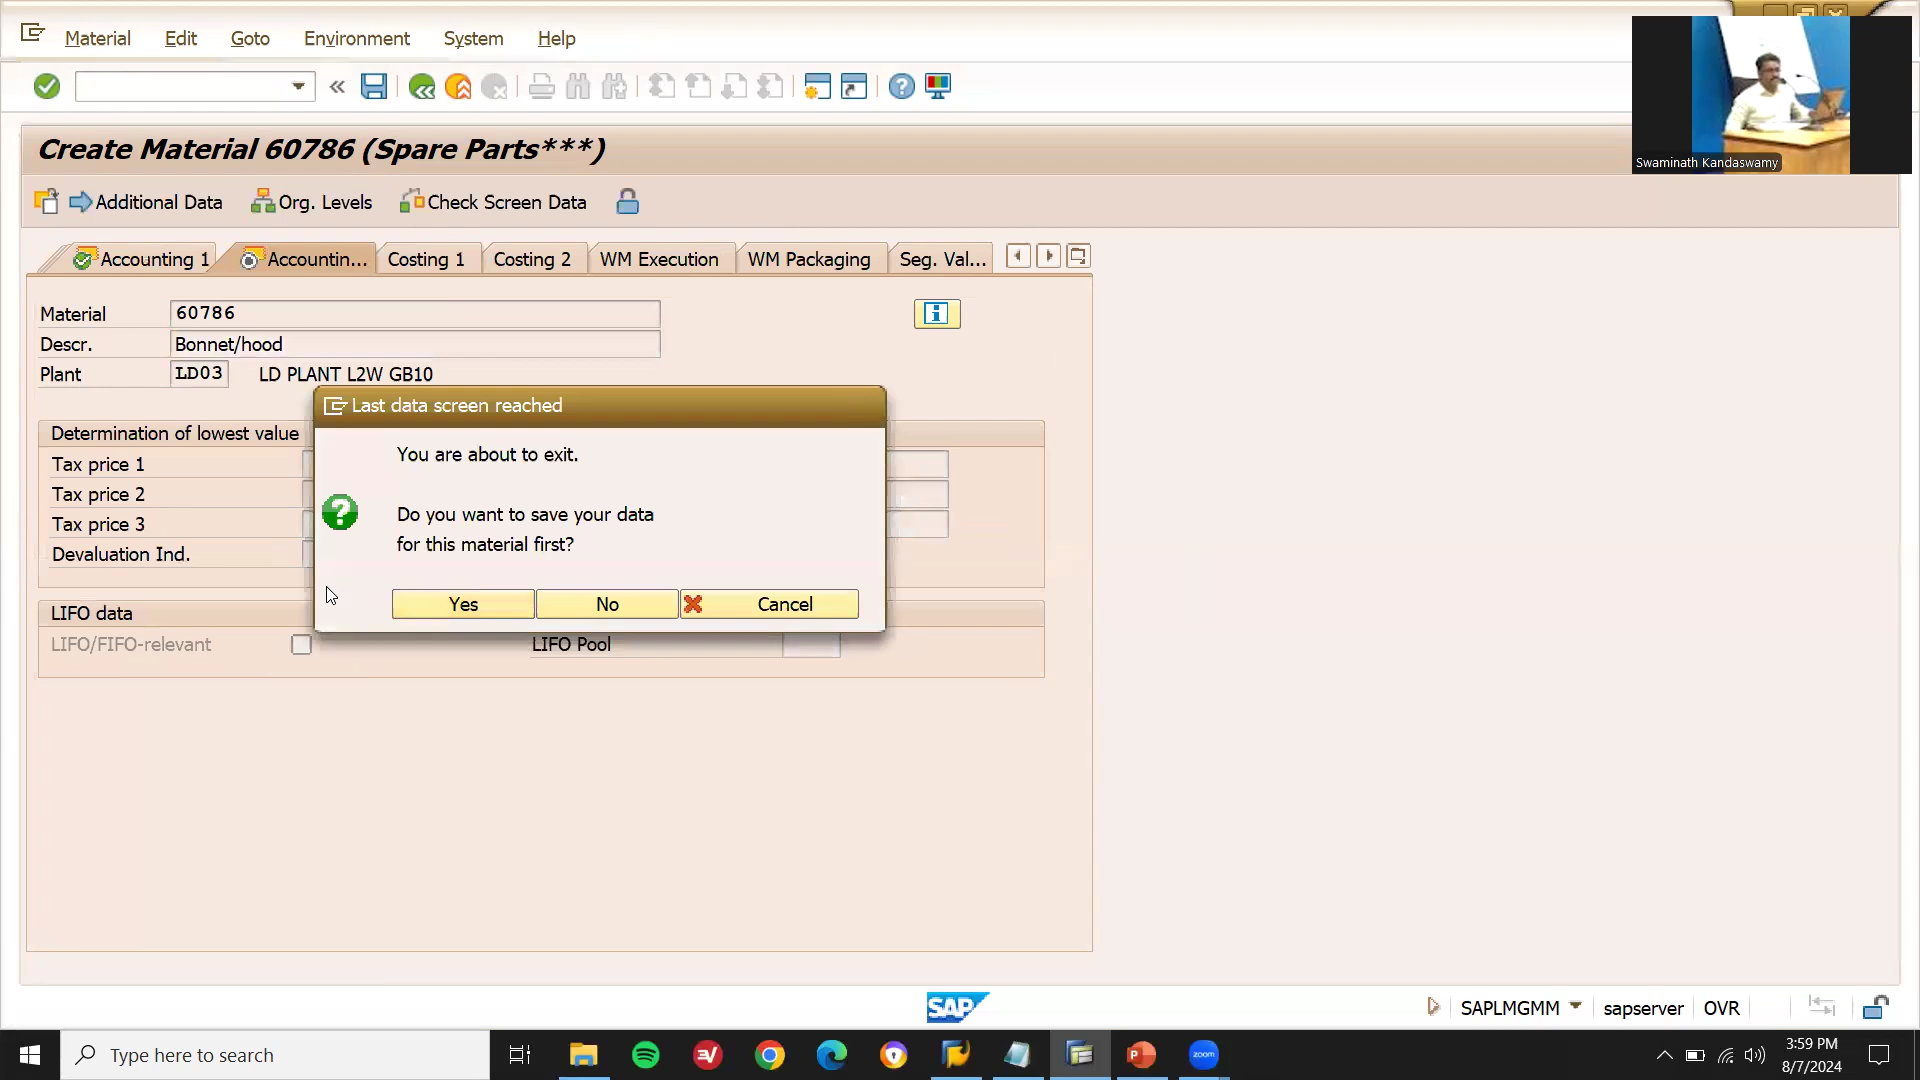 Material Edit Goto Environment System Help
Create Material 60786 (Spare Parts***)
Additional Data Org. Levels Check Screen Data
Accounting 1 Accountin... Costing 1 Costing 2 WM Execution WM Packaging Seg. Val...
Material 60786
Descr. Bonnet/hood
Plant LD03 LD PLANT L2W GB10
Determination of lowest value
Tax price 1
Tax price 2
Tax price 3
Devaluation Ind.
LIFO data
LIFO/FIFO-relevant LIFO Pool
Last data screen reached
You are about to exit.
Do you want to save your data
for this material first?
Yes No Cancel
Swaminath Kandaswamy
SAP
SAPLMGMM sapserver OVR
Type here to search
zoom
3:59 PM
8/7/2024